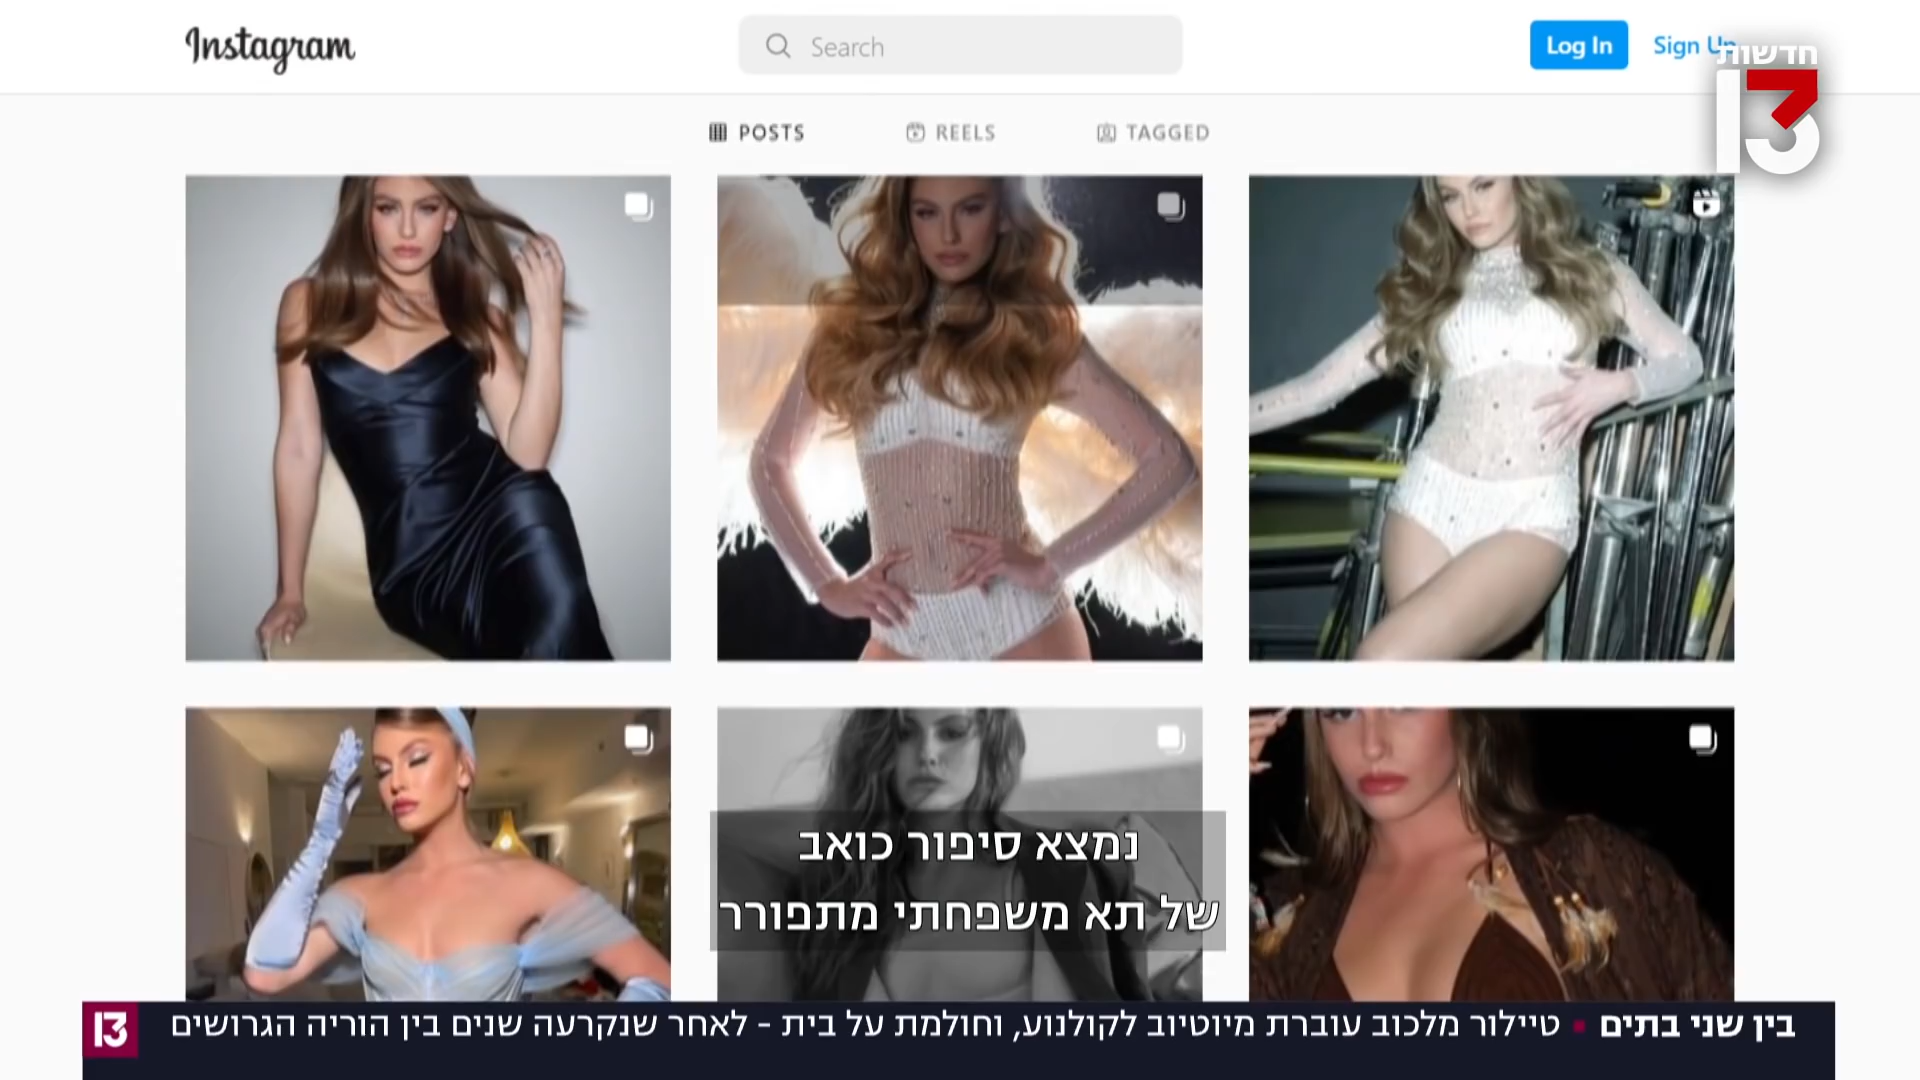 Instagram
Search
Log In
Sign Up
חדשות
13
POSTS
REELS
TAGGED
נמצא סיפור כואב
של תא משפחתי מתפורר
13
בין שני בתים ▪ טיילור מלכוב עוברת מיוטיוב לקולנוע, וחולמת על בית - לאחר שנקרעה שנים בין הוריה הגרושים